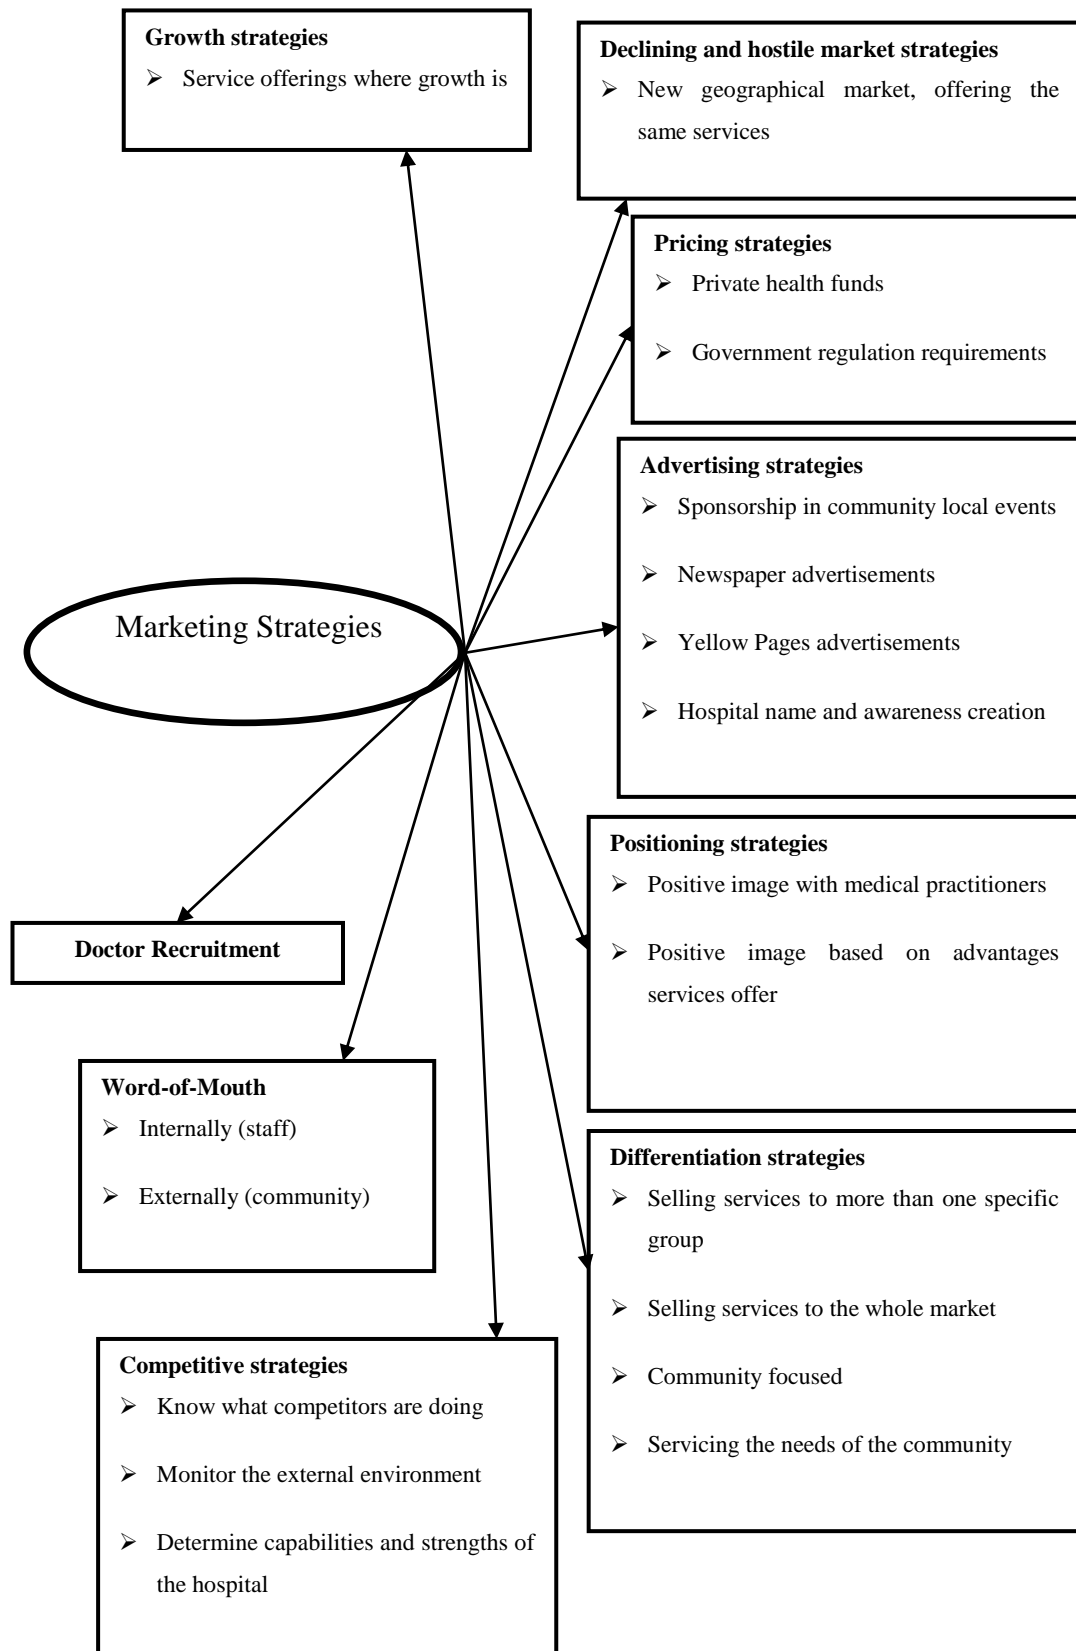 Growth strategies
➢ Service offerings where growth is
Declining and hostile market strategies
➢ New geographical market, offering the
same services
Pricing strategies
➢ Private health funds
➢ Government regulation requirements
Advertising strategies
➢ Sponsorship in community local events
➢ Newspaper advertisements
➢ Yellow Pages advertisements
➢ Hospital name and awareness creation
Marketing Strategies
Positioning strategies
➢ Positive image with medical practitioners
➢ Positive image based on advantages
services offer
Doctor Recruitment
Word-of-Mouth
➢ Internally (staff)
➢ Externally (community)
Differentiation strategies
➢ Selling services to more than one specific
group
➢ Selling services to the whole market
➢ Community focused
➢ Servicing the needs of the community
Competitive strategies
➢ Know what competitors are doing
➢ Monitor the external environment
➢ Determine capabilities and strengths of
the hospital